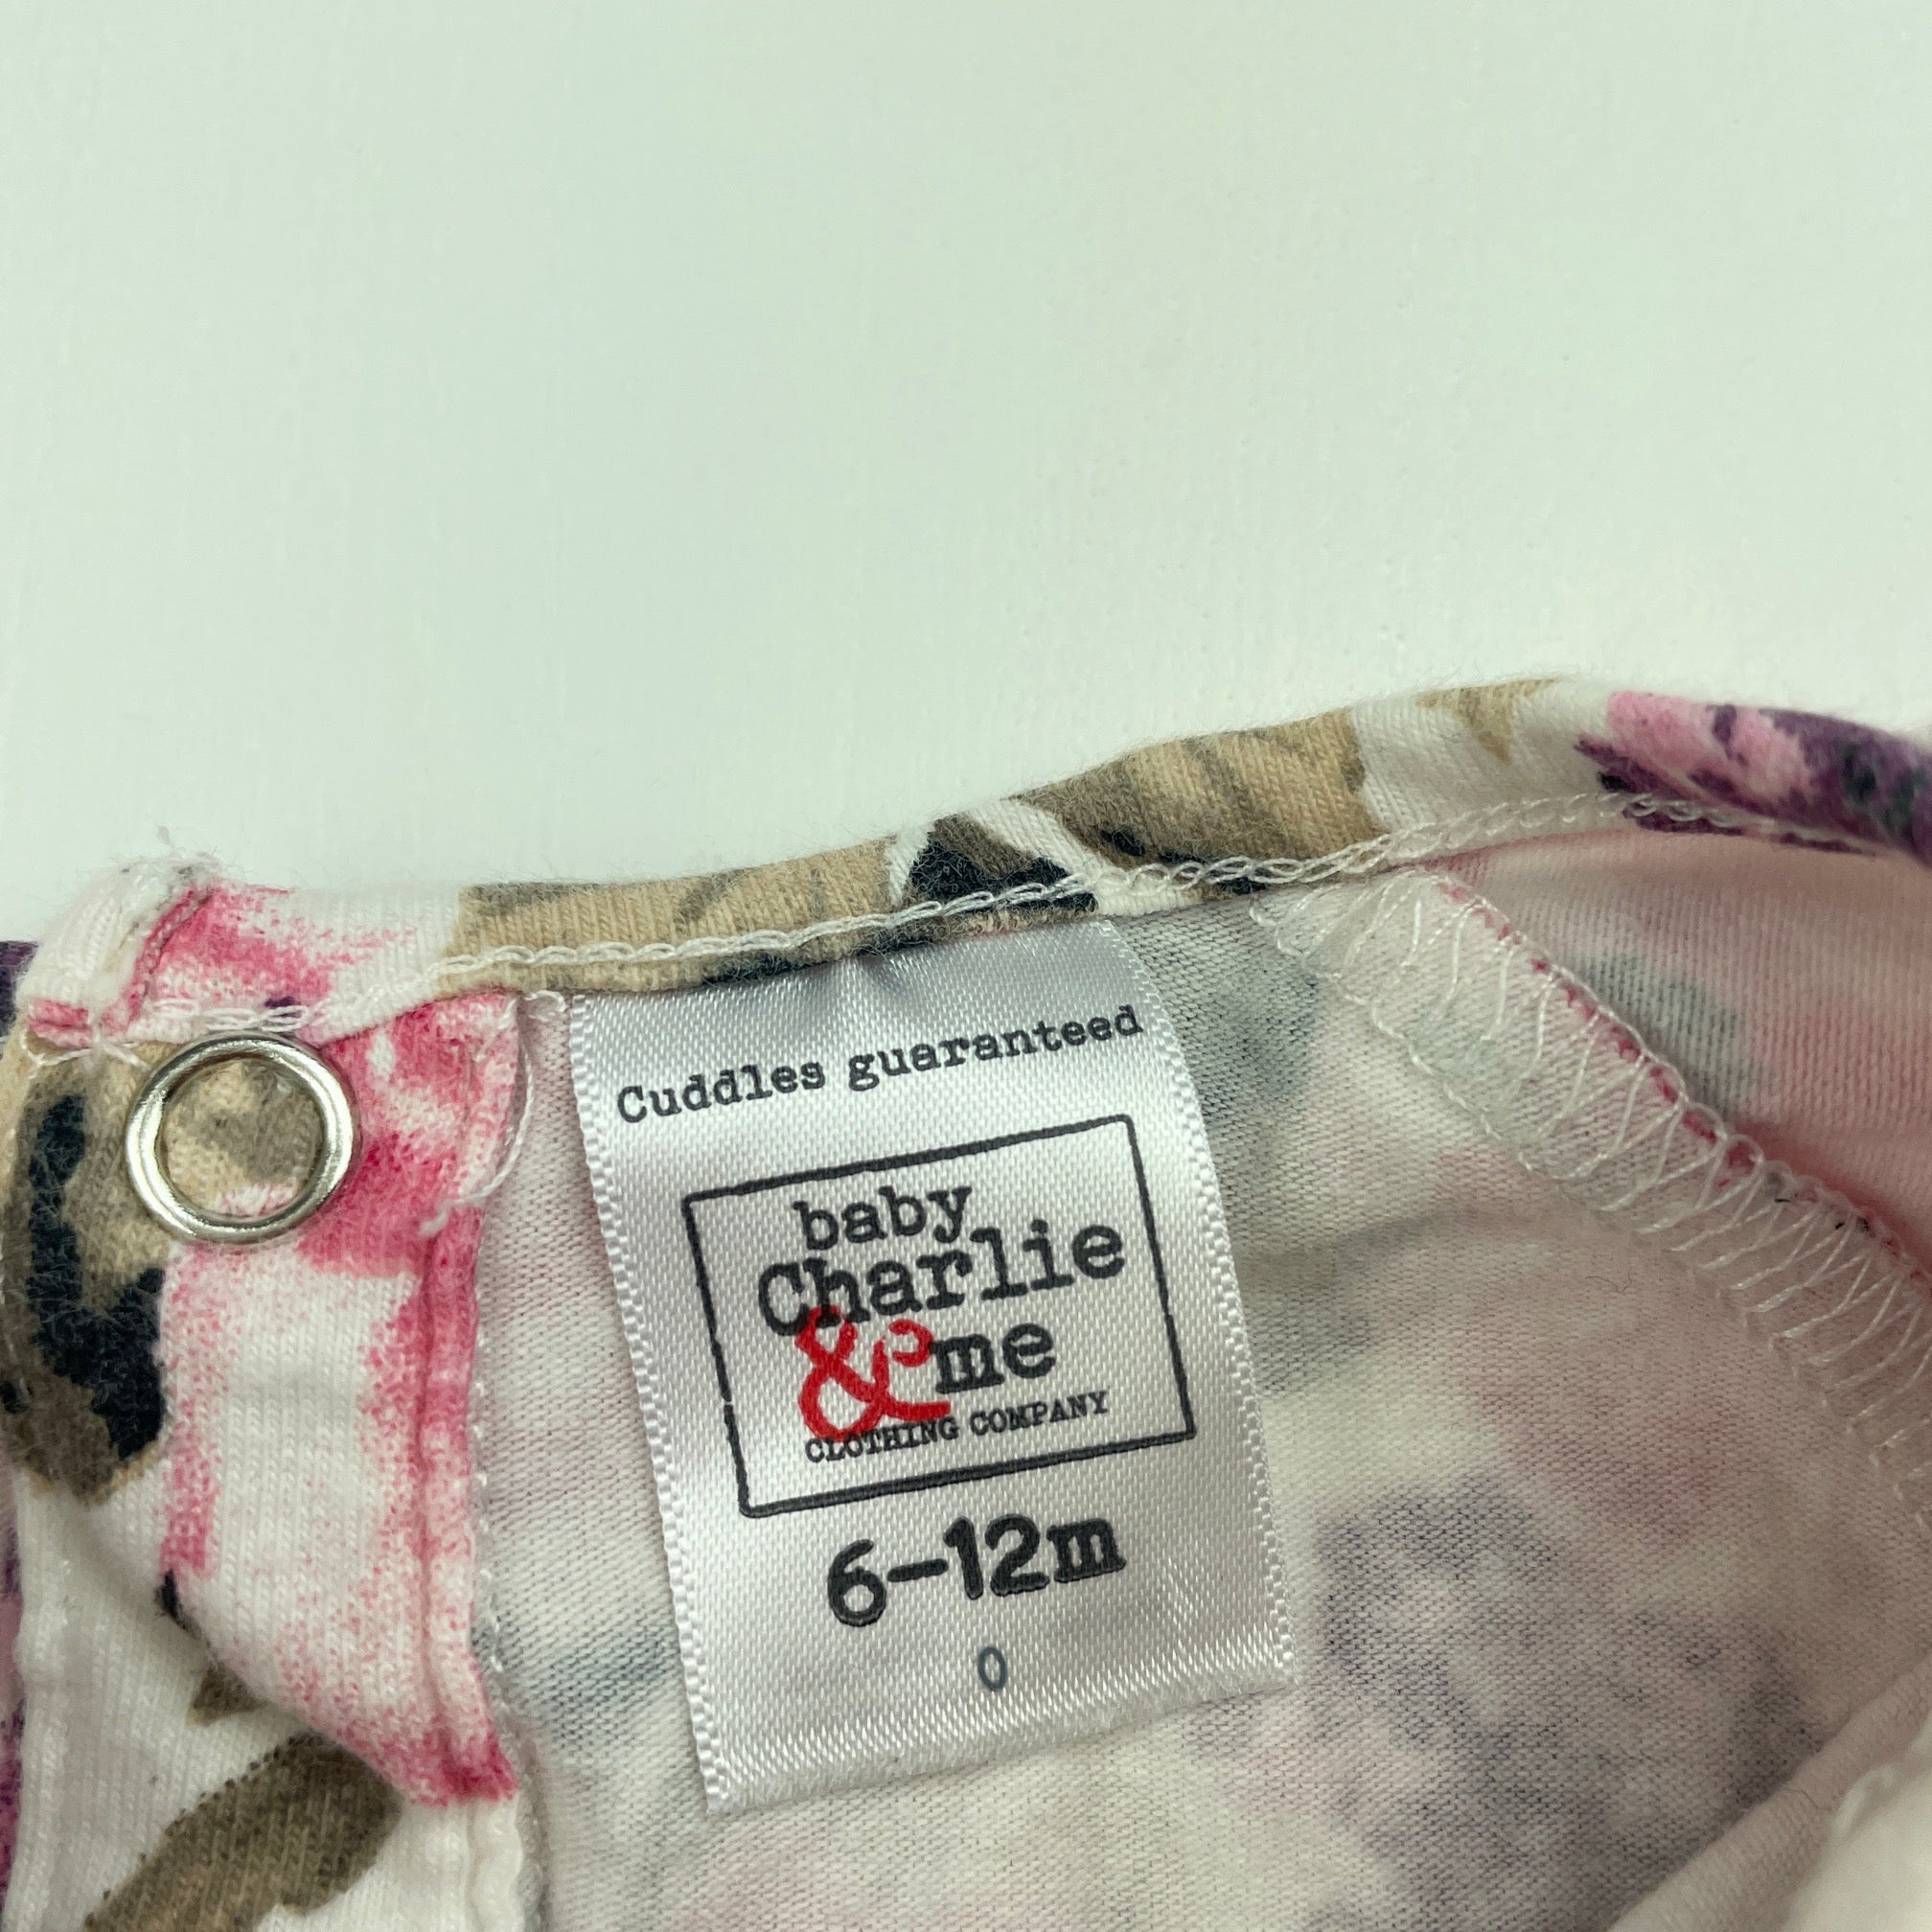 Cuddles guaranteed
baby
Charlie
&me
CLOTHING COMPANY
6-12m
0